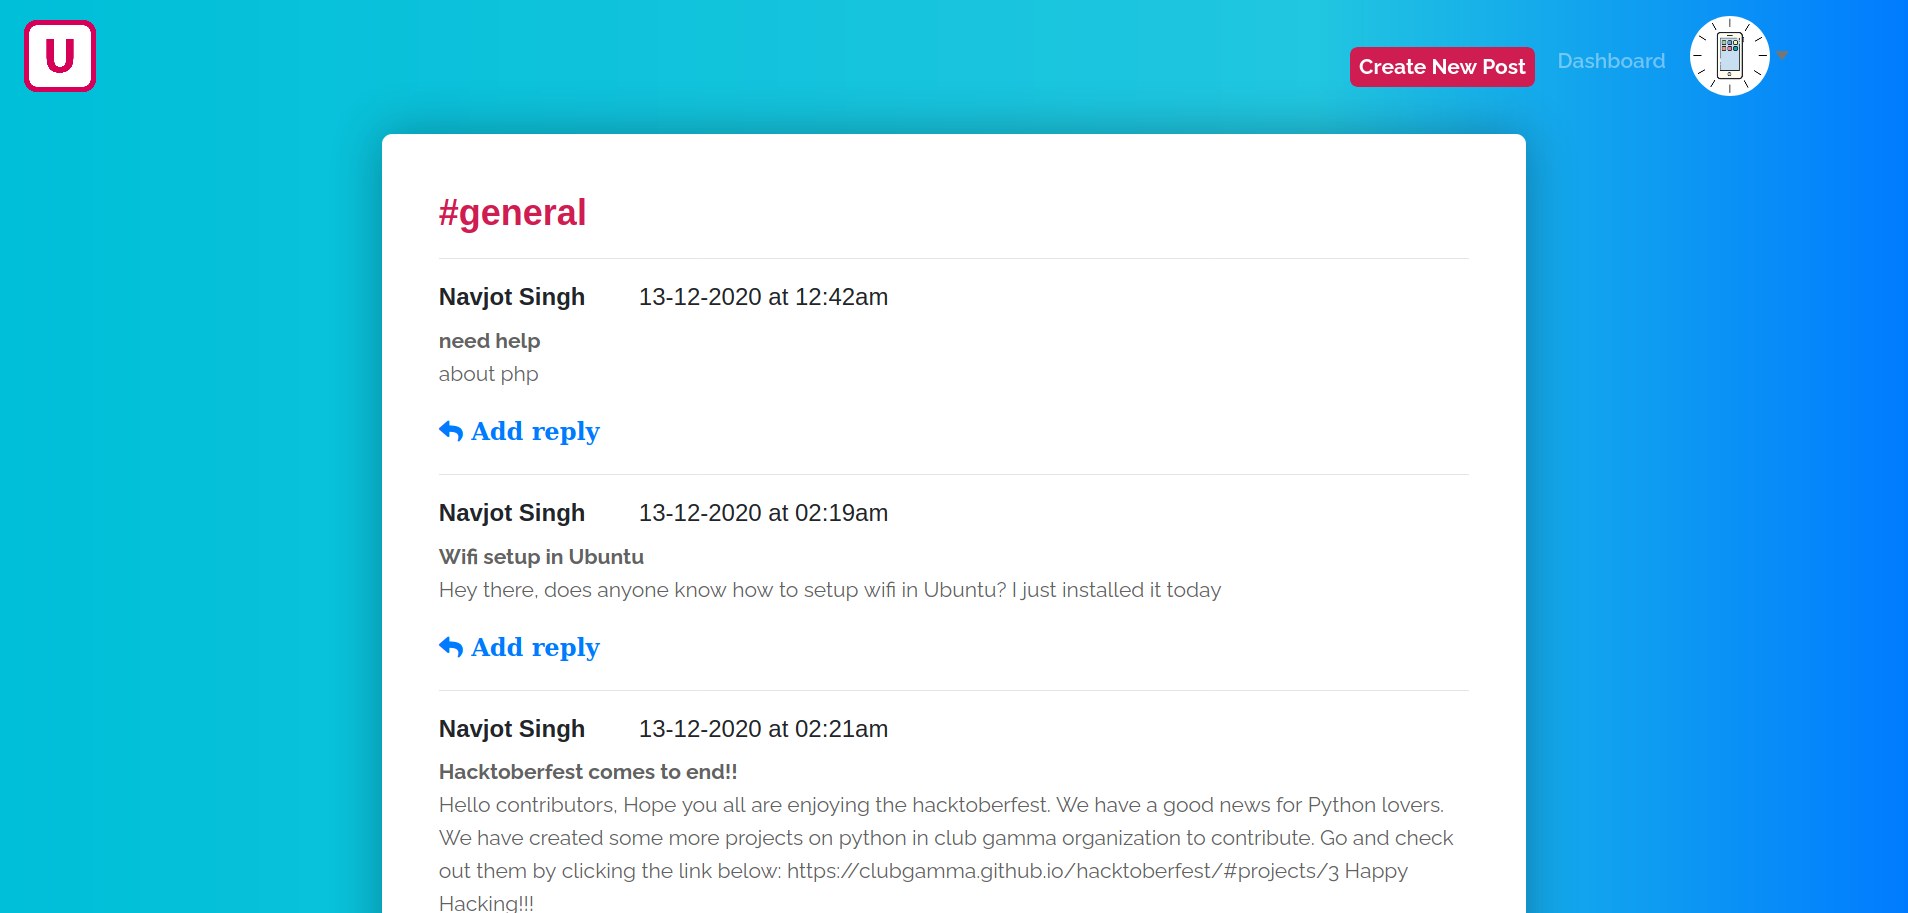 U
Create New Post
Dashboard
#general
Navjot Singh 13-12-2020 at 12:42am
need help
about php
Add reply
Navjot Singh 13-12-2020 at 02:19am
Wifi setup in Ubuntu
Hey there, does anyone know how to setup wifi in Ubuntu? I just installed it today
Add reply
Navjot Singh 13-12-2020 at 02:21am
Hacktoberfest comes to end!!
Hello contributors, Hope you all are enjoying the hacktoberfest. We have a good news for Python lovers.
We have created some more projects on python in club gamma organization to contribute. Go and check
out them by clicking the link below: https://clubgamma.github.io/hacktoberfest/#projects/3 Happy
Hacking!!!